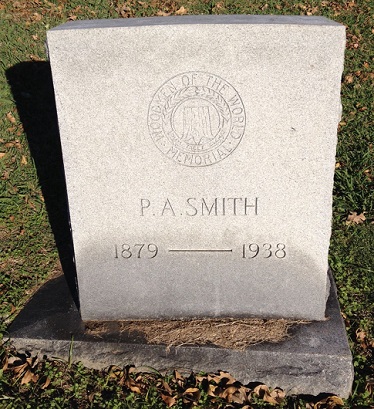 WOODMEN OF THE WORLD
MEMORIAL
P. A. SMITH
1879 — 1938